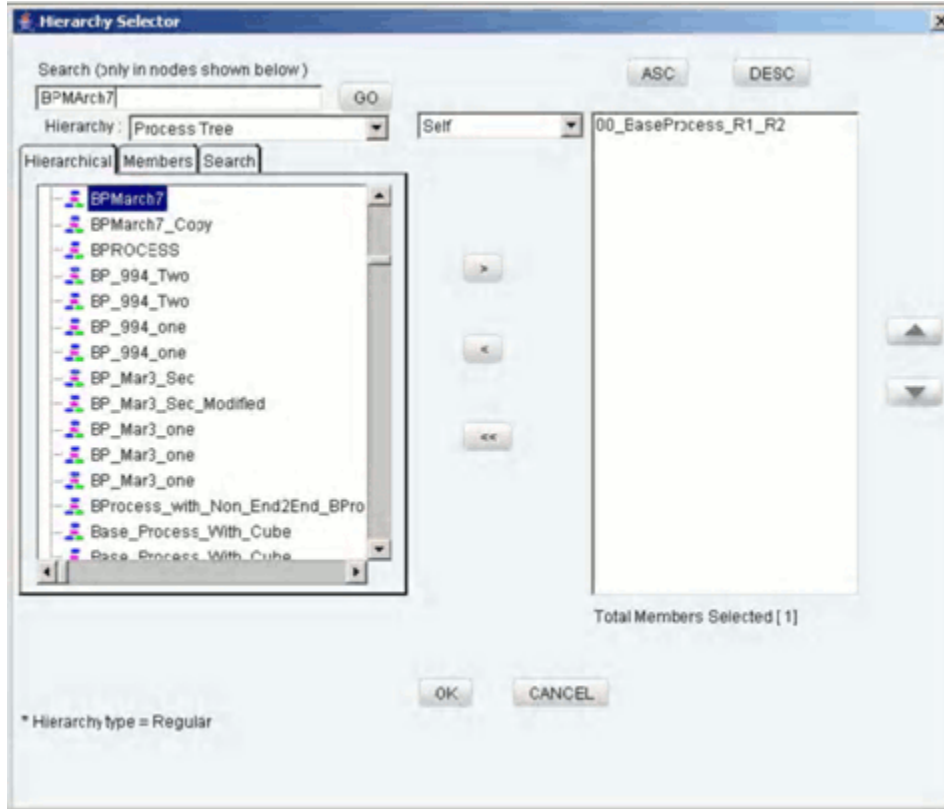 Hierarchy Selector
Search (only in nodes shown below)
BPMArch7
GO
ASC
DESC
Hierarchy : Process Tree
Self
00_BaseProcess_R1_R2
Hierarchical Members Search
BPMarch7
BPMarch7_Copy
BPROCESS
BP_994_Two
BP_994_Two
BP_994_one
BP_994_one
BP_Mar3_Sec
BP_Mar3_Sec_Modified
BP_Mar3_one
BP_Mar3_one
BP_Mar3_one
BProcess_with_Non_End2End_BPro
Base_Process_With_Cube
Base_Process_With_Cube
>
<
<<
Total Members Selected [ 1]
OK
CANCEL
* Hierarchy type = Regular